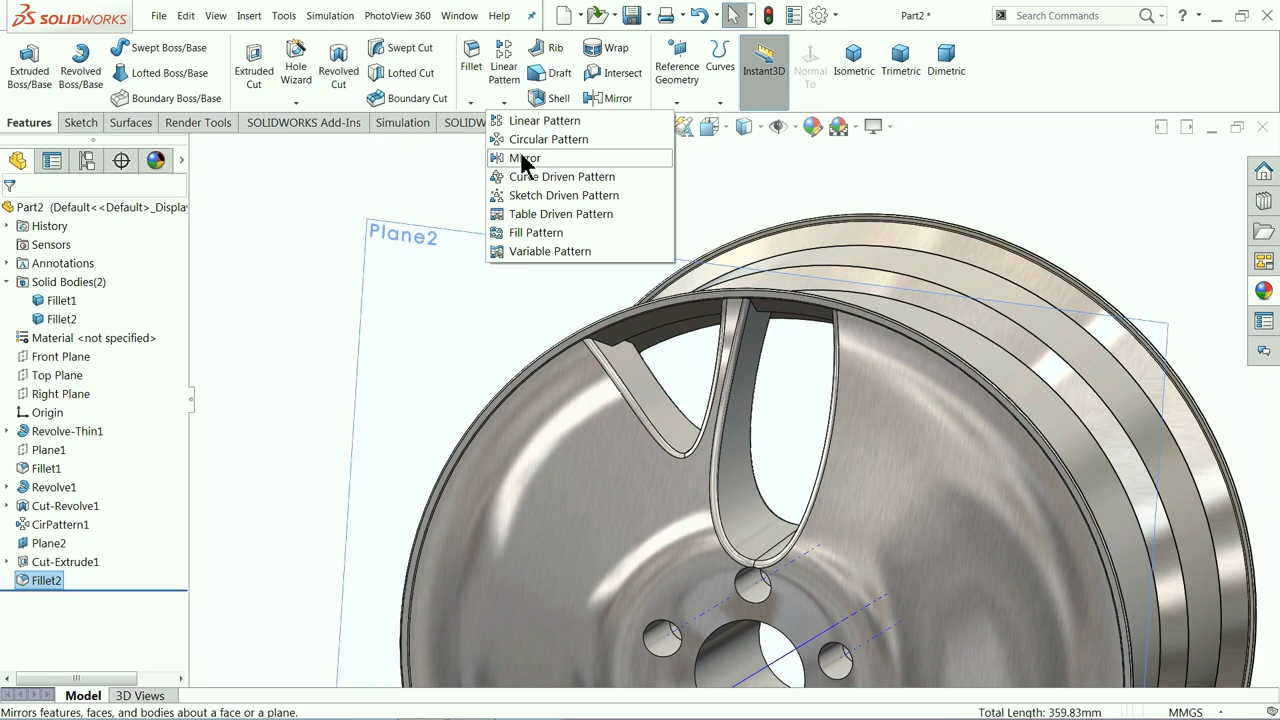 SOLIDWORKS
File Edit View Insert Tools Simulation PhotoView 360 Window Help
Part2 *
Search Commands
Extruded Boss/Base
Revolved Boss/Base
Swept Boss/Base
Lofted Boss/Base
Boundary Boss/Base
Extruded Cut
Hole Wizard
Revolved Cut
Swept Cut
Lofted Cut
Boundary Cut
Fillet
Linear Pattern
Rib
Draft
Shell
Wrap
Intersect
Mirror
Reference Geometry
Curves
Instant3D
Normal To
Isometric
Trimetric
Dimetric
Features Sketch Surfaces Render Tools SOLIDWORKS Add-Ins Simulation SOLIDW
Linear Pattern
Circular Pattern
Mirror
Curve Driven Pattern
Sketch Driven Pattern
Table Driven Pattern
Fill Pattern
Variable Pattern
Part2 (Default<<Default>_Displa
History
Sensors
Annotations
Solid Bodies(2)
Fillet1
Fillet2
Material <not specified>
Front Plane
Top Plane
Right Plane
Origin
Revolve-Thin1
Plane1
Fillet1
Revolve1
Cut-Revolve1
CirPattern1
Plane2
Cut-Extrude1
Fillet2
Plane2
Model 3D Views
Mirrors features, faces, and bodies about a face or a plane.
Total Length: 359.83mm
MMGS